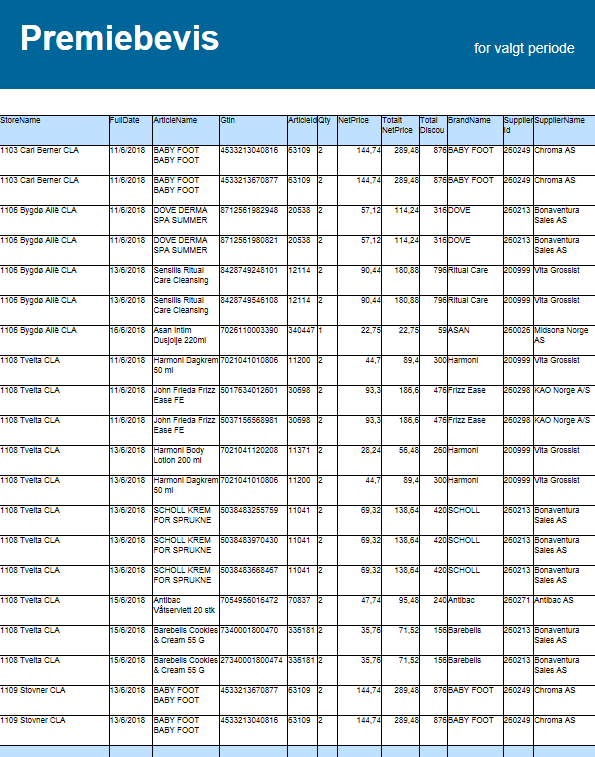 Premiebevis
for valgt periode
StoreName FullDate ArticleName Gtin ArticleId Qty NetPrice Totalt NetPrice Total Discou BrandName Supplier Id SupplierName
1103 Carl Berner CLA 11/6/2018 BABY FOOT BABY FOOT 4533213040816 63109 2 144,74 289,48 876 BABY FOOT 260249 Chroma AS
1103 Carl Berner CLA 11/6/2018 BABY FOOT BABY FOOT 4533213670877 63109 2 144,74 289,48 876 BABY FOOT 260249 Chroma AS
1106 Bygdø Allè CLA 11/6/2018 DOVE DERMA SPA SUMMER 8712561982948 20538 2 57,12 114,24 316 DOVE 260213 Bonaventura Sales AS
1106 Bygdø Allè CLA 11/6/2018 DOVE DERMA SPA SUMMER 8712561980821 20538 2 57,12 114,24 316 DOVE 260213 Bonaventura Sales AS
1106 Bygdø Allè CLA 13/6/2018 Sensilis Ritual Care Cleansing 8428749248101 12114 2 90,44 180,88 796 Ritual Care 200999 Vita Grossist
1106 Bygdø Allè CLA 13/6/2018 Sensilis Ritual Care Cleansing 8428749546108 12114 2 90,44 180,88 796 Ritual Care 200999 Vita Grossist
1106 Bygdø Allè CLA 16/6/2018 Asan Intim Dusjolje 220ml 7026110003390 340447 1 22,75 22,75 59 ASAN 260026 Midsona Norge AS
1108 Tveita CLA 11/6/2018 Harmoni Dagkrem 50 ml 7021041010806 11200 2 44,7 89,4 300 Harmoni 200999 Vita Grossist
1108 Tveita CLA 11/6/2018 John Frieda Frizz Ease FE 5017634012601 30698 2 93,3 186,6 476 Frizz Ease 260298 KAO Norge A/S
1108 Tveita CLA 11/6/2018 John Frieda Frizz Ease FE 5037156568981 30698 2 93,3 186,6 476 Frizz Ease 260298 KAO Norge A/S
1108 Tveita CLA 13/6/2018 Harmoni Body Lotion 200 ml 7021041120208 11371 2 28,24 56,48 260 Harmoni 200999 Vita Grossist
1108 Tveita CLA 13/6/2018 Harmoni Dagkrem 50 ml 7021041010806 11200 2 44,7 89,4 300 Harmoni 200999 Vita Grossist
1108 Tveita CLA 13/6/2018 SCHOLL KREM FOR SPRUKNE 5038483255759 11041 2 69,32 138,64 420 SCHOLL 260213 Bonaventura Sales AS
1108 Tveita CLA 13/6/2018 SCHOLL KREM FOR SPRUKNE 5038483970430 11041 2 69,32 138,64 420 SCHOLL 260213 Bonaventura Sales AS
1108 Tveita CLA 13/6/2018 SCHOLL KREM FOR SPRUKNE 5038483668467 11041 2 69,32 138,64 420 SCHOLL 260213 Bonaventura Sales AS
1108 Tveita CLA 15/6/2018 Antibac Våtserviett 20 stk 7054956016472 70837 2 47,74 95,48 240 Antibac 260271 Antibac AS
1108 Tveita CLA 15/6/2018 Barebells Cookies & Cream 55 G 7340001800470 336181 2 35,76 71,52 156 Barebells 260213 Bonaventura Sales AS
1108 Tveita CLA 15/6/2018 Barebells Cookies & Cream 55 G 27340001800474 336181 2 35,76 71,52 156 Barebells 260213 Bonaventura Sales AS
1109 Stovner CLA 13/6/2018 BABY FOOT BABY FOOT 4533213670877 63109 2 144,74 289,48 876 BABY FOOT 260249 Chroma AS
1109 Stovner CLA 13/6/2018 BABY FOOT BABY FOOT 4533213040816 63109 2 144,74 289,48 876 BABY FOOT 260249 Chroma AS